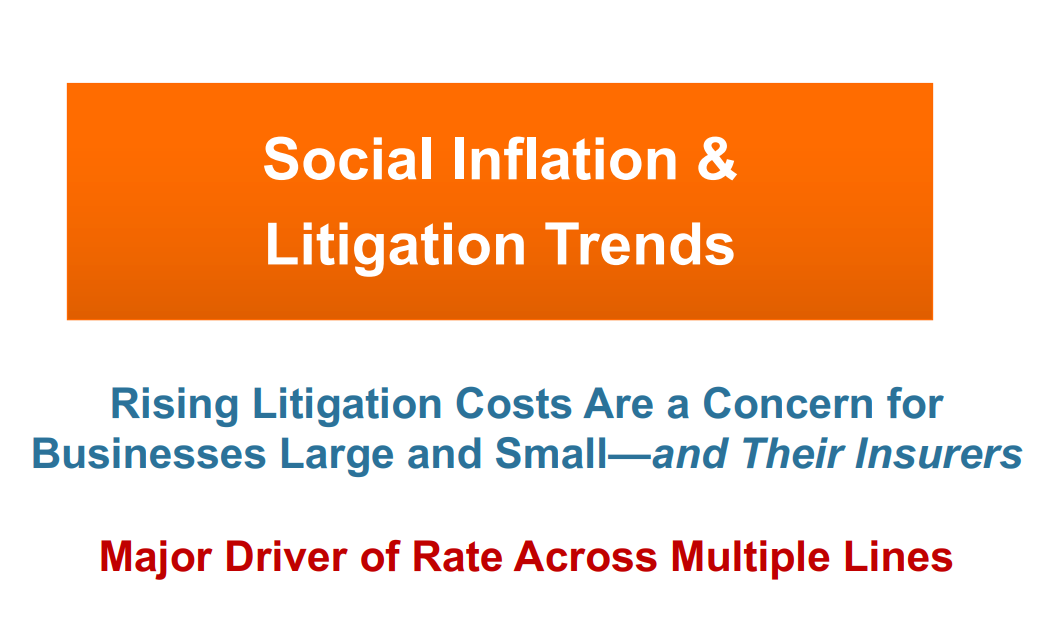 Social Inflation &
Litigation Trends
Rising Litigation Costs Are a Concern for
Businesses Large and Small—and Their Insurers
Major Driver of Rate Across Multiple Lines